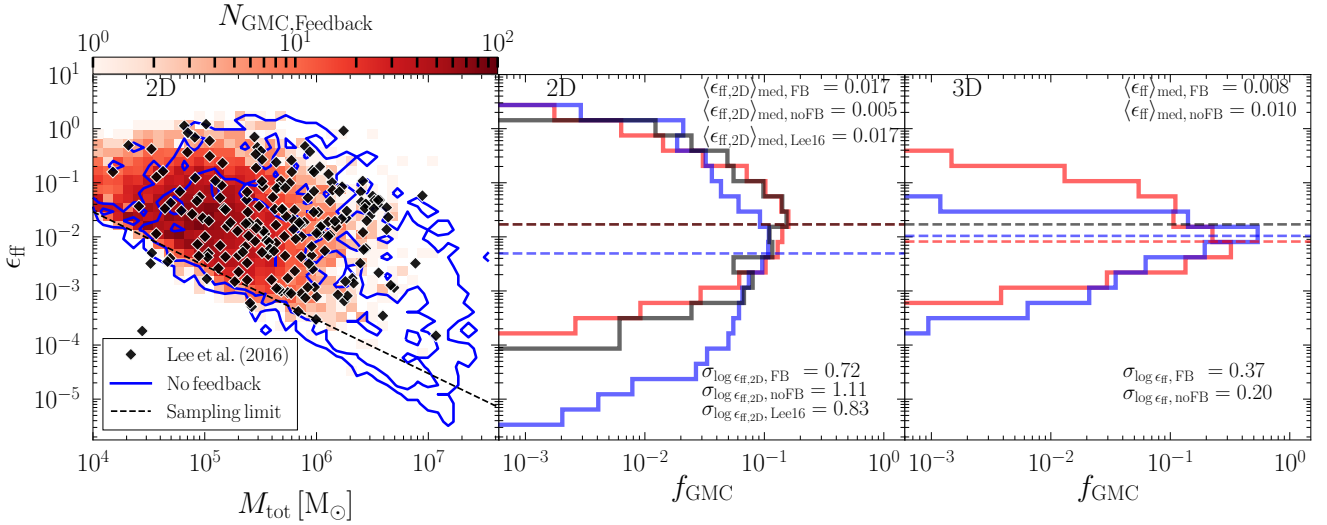 N_GMC,Feedback
10^0 10^1 10^2
2D
ϵ_ff
10^1
10^0
10^−1
10^−2
10^−3
10^−4
10^−5
Lee et al. (2016)
No feedback
Sampling limit
10^4 10^5 10^6 10^7
M_tot [M_⊙]
2D
⟨ϵ_ff,2D⟩_med, FB = 0.017
⟨ϵ_ff,2D⟩_med, noFB = 0.005
⟨ϵ_ff,2D⟩_med, Lee16 = 0.017
σ_log ϵ_ff,2D, FB = 0.72
σ_log ϵ_ff,2D, noFB = 1.11
σ_log ϵ_ff,2D, Lee16 = 0.83
10^−3 10^−2 10^−1 10^0
f_GMC
3D
⟨ϵ_ff⟩_med, FB = 0.008
⟨ϵ_ff⟩_med, noFB = 0.010
σ_log ϵ_ff, FB = 0.37
σ_log ϵ_ff, noFB = 0.20
10^−3 10^−2 10^−1 10^0
f_GMC